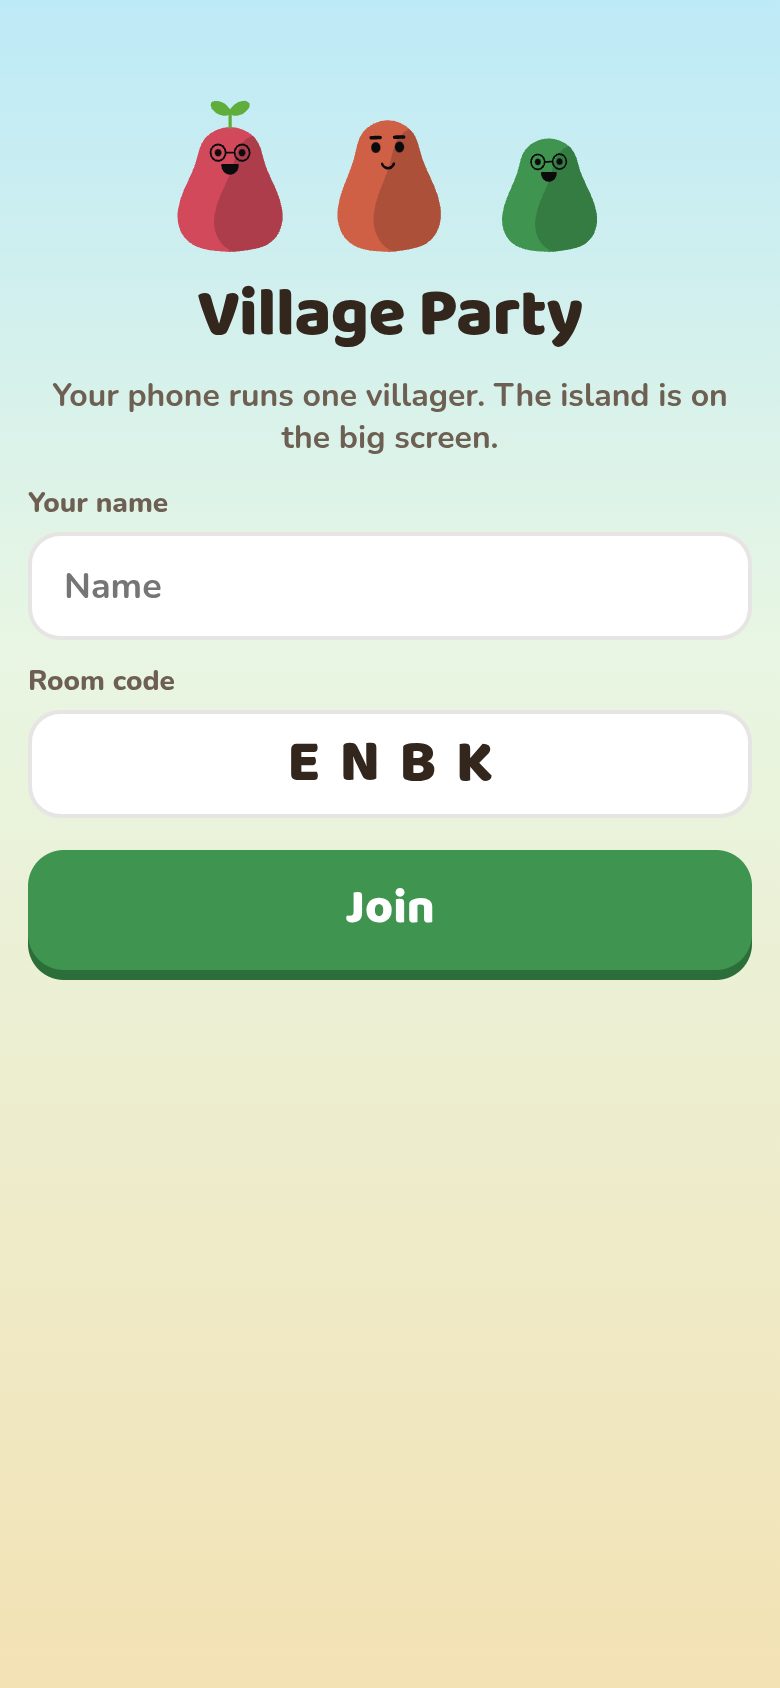 Village Party
Your phone runs one villager. The island is on
the big screen.
Your name
Name
Room code
E N B K
Join